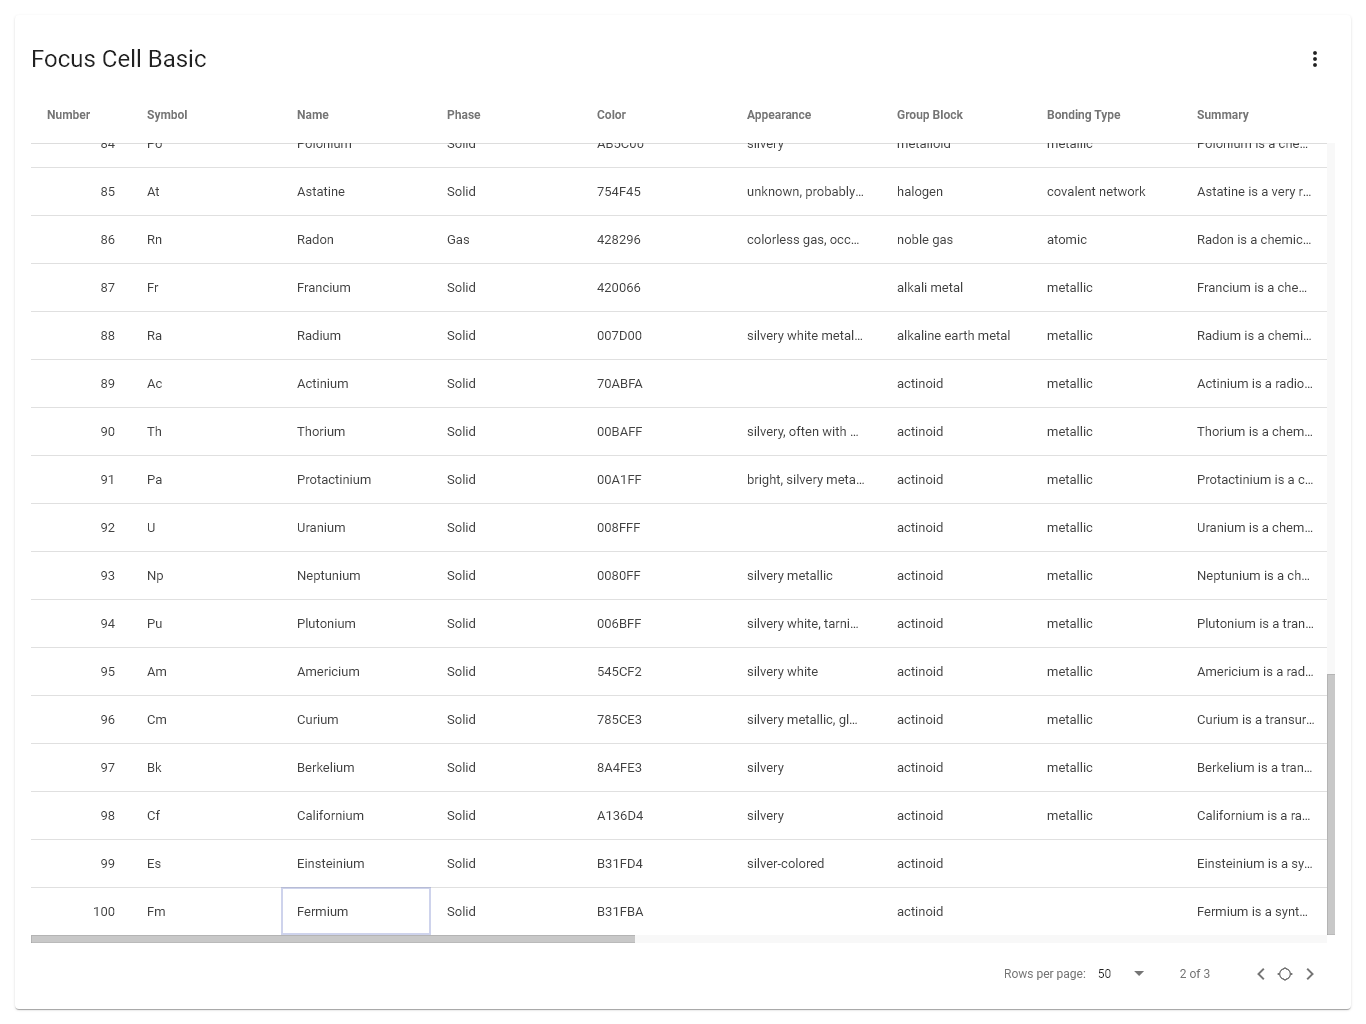 Focus Cell Basic
Number Symbol Name Phase Color Appearance Group Block Bonding Type Summary
84 Po Polonium Solid AB5C00 silvery metalloid metallic Polonium is a che...
85 At Astatine Solid 754F45 unknown, probably... halogen covalent network Astatine is a very r...
86 Rn Radon Gas 428296 colorless gas, occ... noble gas atomic Radon is a chemic...
87 Fr Francium Solid 420066 alkali metal metallic Francium is a che...
88 Ra Radium Solid 007D00 silvery white metal... alkaline earth metal metallic Radium is a chemi...
89 Ac Actinium Solid 70ABFA actinoid metallic Actinium is a radio...
90 Th Thorium Solid 00BAFF silvery, often with ... actinoid metallic Thorium is a chem...
91 Pa Protactinium Solid 00A1FF bright, silvery meta... actinoid metallic Protactinium is a c...
92 U Uranium Solid 008FFF actinoid metallic Uranium is a chem...
93 Np Neptunium Solid 0080FF silvery metallic actinoid metallic Neptunium is a ch...
94 Pu Plutonium Solid 006BFF silvery white, tarni... actinoid metallic Plutonium is a tran...
95 Am Americium Solid 545CF2 silvery white actinoid metallic Americium is a rad...
96 Cm Curium Solid 785CE3 silvery metallic, gl... actinoid metallic Curium is a transur...
97 Bk Berkelium Solid 8A4FE3 silvery actinoid metallic Berkelium is a tran...
98 Cf Californium Solid A136D4 silvery actinoid metallic Californium is a ra...
99 Es Einsteinium Solid B31FD4 silver-colored actinoid Einsteinium is a sy...
100 Fm Fermium Solid B31FBA actinoid Fermium is a synt...
Rows per page: 50 2 of 3